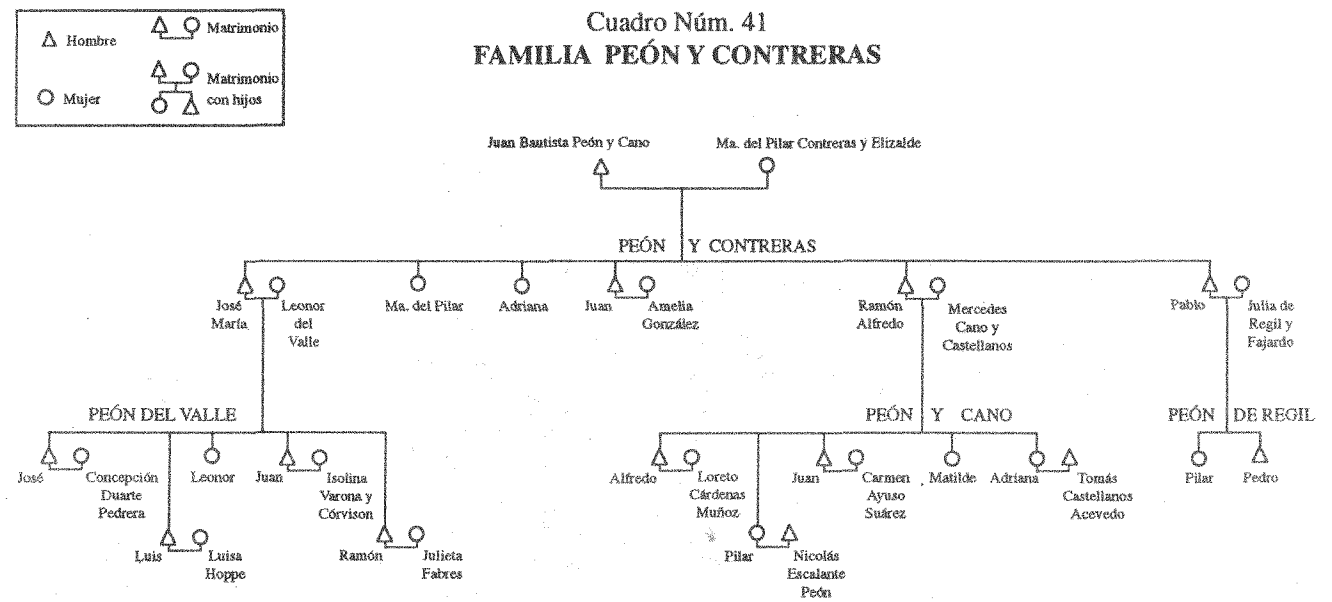 Cuadro Núm. 41
FAMILIA PEÓN Y CONTRERAS
Hombre
Matrimonio
Mujer
Matrimonio
con hijos
Juan Bautista Peón y Cano
Ma. del Pilar Contreras y Elizalde
PEÓN Y CONTRERAS
José
María
Leonor
del
Valle
Ma. del Pilar
Adriana
Juan
Amelia
González
Ramón
Alfredo
Mercedes
Cano y
Castellanos
Pablo
Julia de
Regil y
Fajardo
PEÓN DEL VALLE
José
Concepción
Duarte
Pedrera
Luis
Luisa
Hoppe
Leonor
Juan
Isolina
Varona y
Córvison
Ramón
Julieta
Fabres
PEÓN Y CANO
Alfredo
Loreto
Cárdenas
Muñoz
Pilar
Nicolás
Escalante
Peón
Juan
Carmen
Ayuso
Suárez
Matilde
Adriana
Tomás
Castellanos
Acevedo
PEÓN DE REGIL
Pilar
Pedro